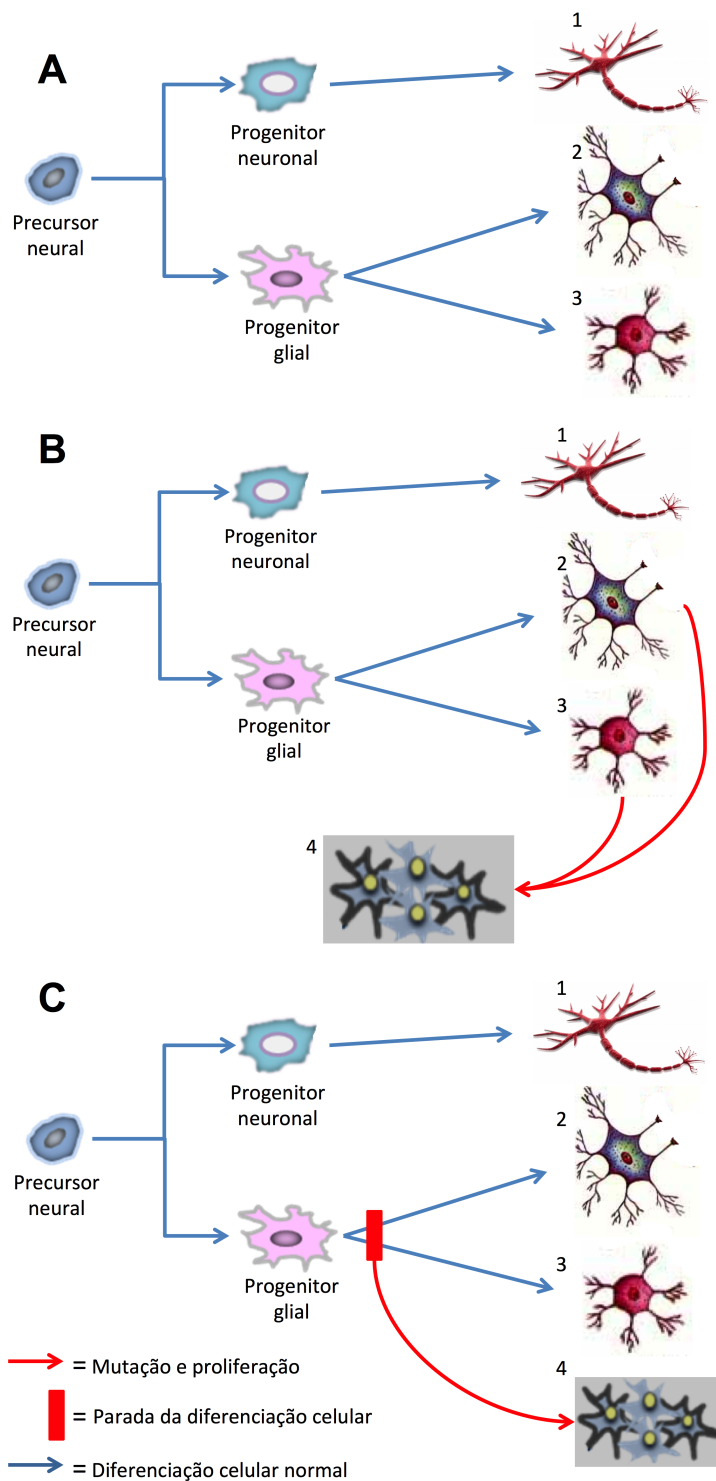 A
1
Progenitor
neuronal
2
Precursor
neural
3
Progenitor
glial
B
1
Progenitor
neuronal
2
Precursor
neural
3
Progenitor
glial
4
C
1
Progenitor
neuronal
2
Precursor
neural
3
Progenitor
glial
= Mutação e proliferação
4
= Parada da diferenciação celular
= Diferenciação celular normal